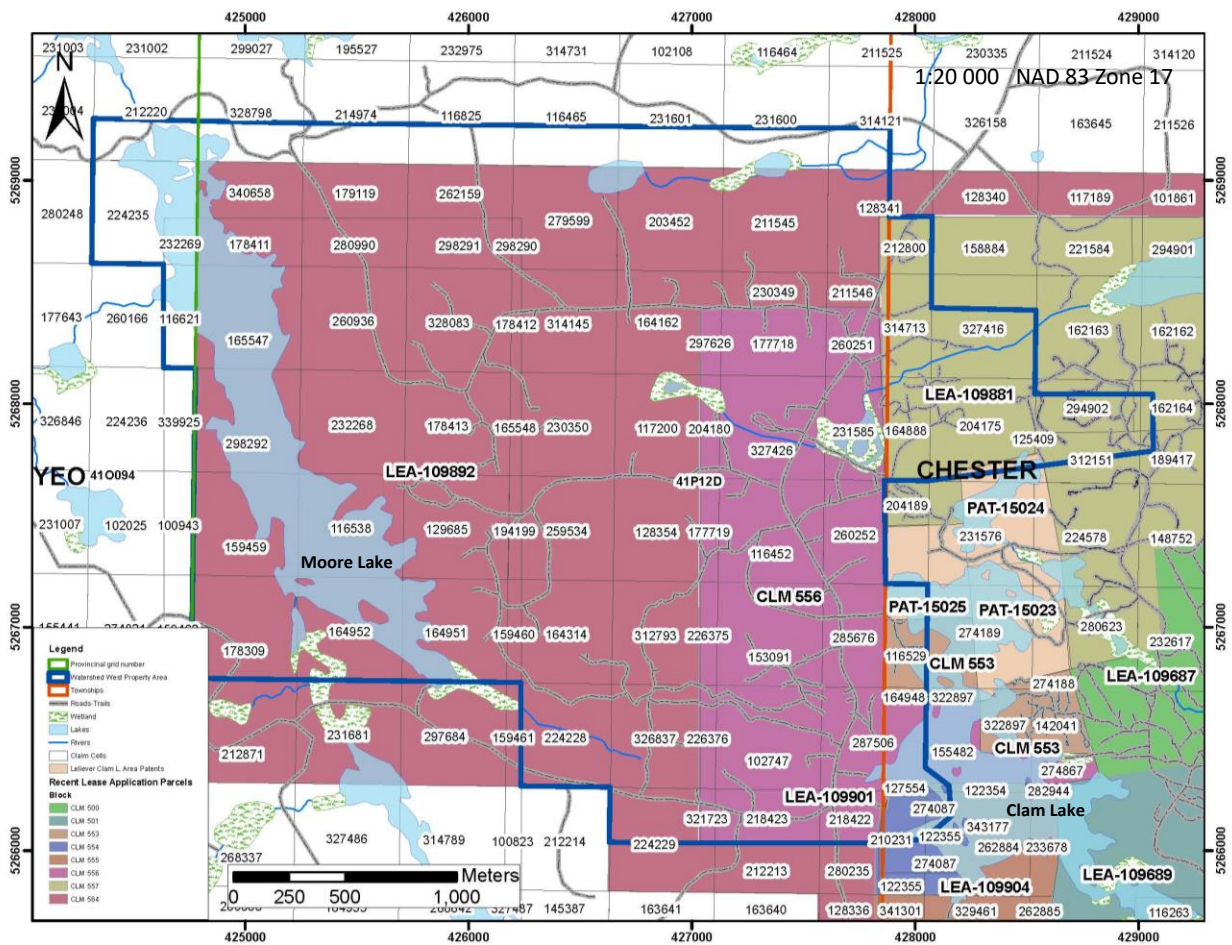 425000 426000 427000 428000 429000
231003 231002 299027 195527 233975 314731 102108 116464 211525 230335 211524 314120
1:20 000 NAD 83 Zone 17
N
212220 328798 214974 116825 116465 231601 231600 314121 326158 163645 211526
5269000 5269000
280248 224235 340658 179119 262159 279599 203452 211545 128341 128340 117189 101861
232269 178411 280990 298291 298290 212800 158884 221584 294901
230349 211546
177643 260166 116621 165547 260936 328083 178412 314145 164162 297626 177718 260251 314713 327416 162163 162162
5268000 5268000
LEA-109881
326846 224236 339925 298292 232268 178413 165548 230350 117200 204180 327426 231585 164888 204175 125409 294902 162164
312151 189417
YEO 41O094
LEA-109892
41P12D
CHESTER
204189 PAT-15024
231007 102025 100943 159459 116538 129685 194199 259534 128354 177719 116452 260252 231576 224578 148752
Moore Lake
CLM 556
PAT-15025 PAT-15023
5267000 5267000
178309 164952 164951 159460 164314 312793 226375 153091 285676 116529 274189 280623 232617
CLM 553
LEA-109687
274188
164948 322897 322897 142041
212871 231681 297684 159461 224228 326837 226376 102747 287506 155482 CLM 553
274867
LEA-109901
127554 122354 282944
274087 Clam Lake
321723 218423 218422 343177
5266000 5266000
327486 314789 100823 212214 224229 210231 122355 262884 233678
268337
212213 280235 274087
122355 LEA-109904 LEA-109689
163641 163640 128336 341301 329461 262885 116263
145387
Legend
Provincial grid number
Watershed West Property Area
Townships
Roads-Trails
Wetland
Lakes
Rivers
Claim Cells
Leliever Clam L. Area Patents
Recent Lease Application Parcels
Block
CLM 500
CLM 501
CLM 553
CLM 554
CLM 555
CLM 556
CLM 557
CLM 564
Meters
0 250 500 1,000
425000 426000 427000 428000 429000